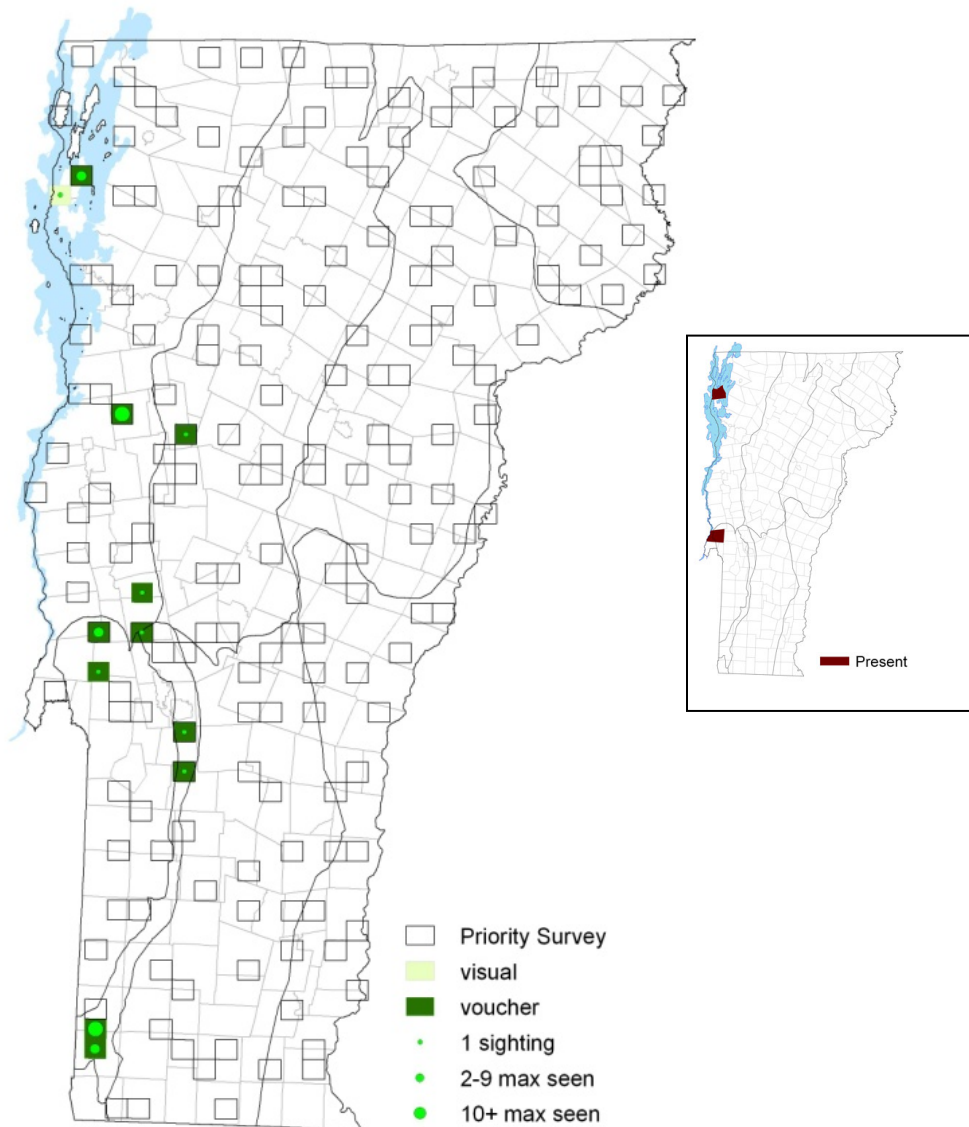 Present
Priority Survey
visual
voucher
1 sighting
2-9 max seen
10+ max seen